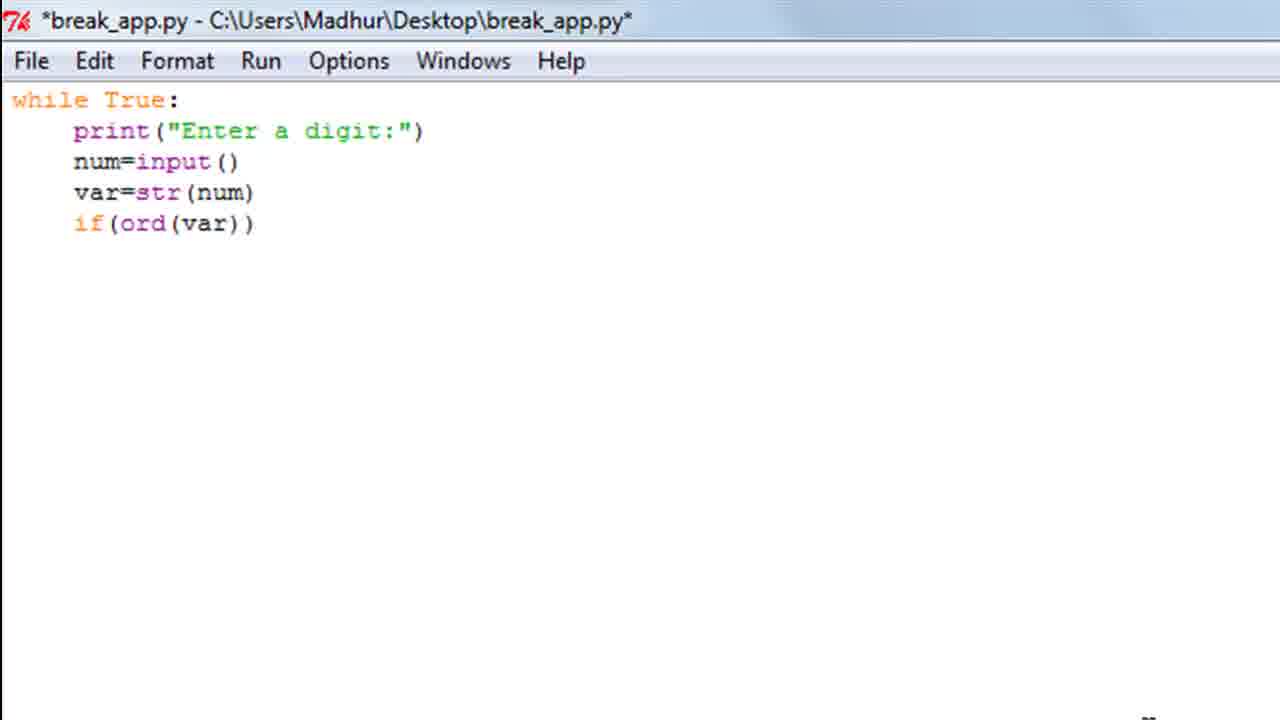 *break_app.py - C:\Users\Madhur\Desktop\break_app.py*
File Edit Format Run Options Windows Help
while True:
    print("Enter a digit:")
    num=input()
    var=str(num)
    if(ord(var))